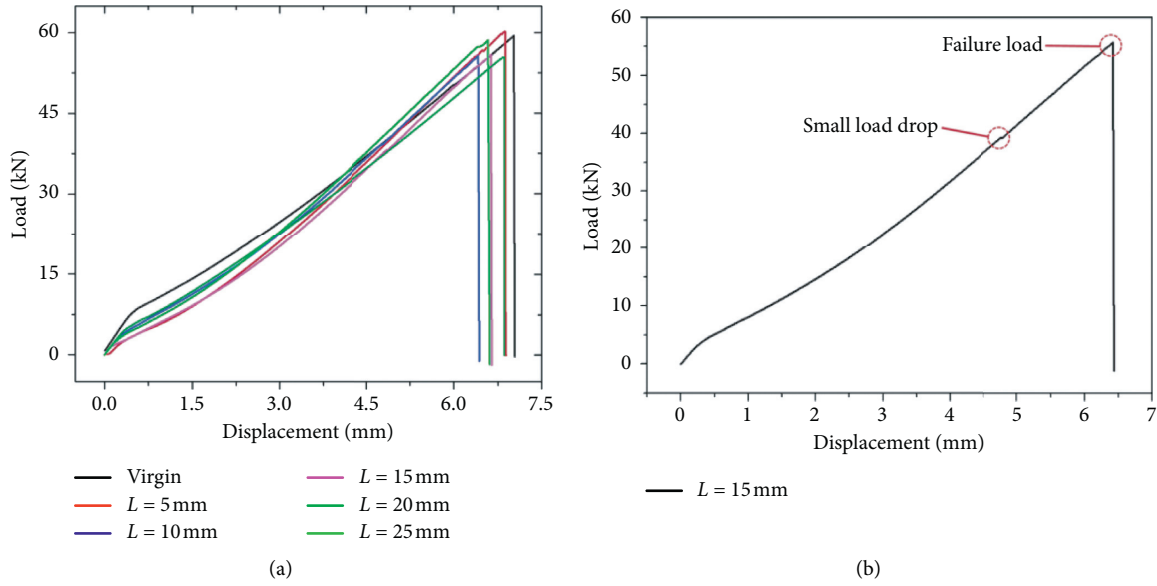 60
45
30
15
0
Load (kN)
0.0 1.5 3.0 4.5 6.0 7.5
Displacement (mm)
Virgin
L = 5 mm
L = 10 mm
L = 15 mm
L = 20 mm
L = 25 mm
(a)
60
50
40
30
20
10
0
Load (kN)
Failure load
Small load drop
0 1 2 3 4 5 6 7
Displacement (mm)
L = 15 mm
(b)